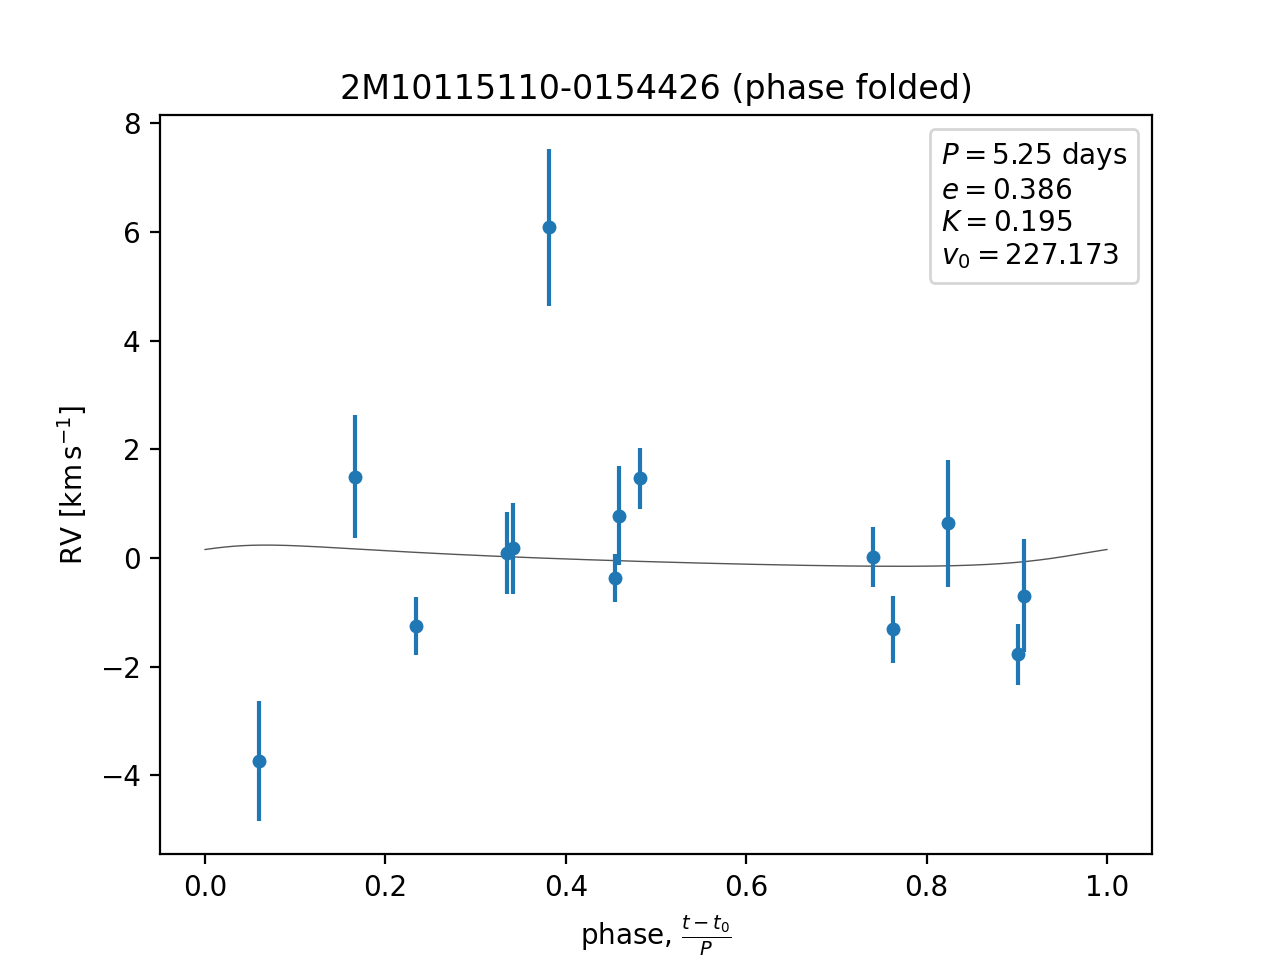 2M10115110-0154426 (phase folded)
P = 5.25 days
e = 0.386
K = 0.195
v₀ = 227.173
8
6
4
2
0
−2
−4
RV [km s⁻¹]
0.0 0.2 0.4 0.6 0.8 1.0
phase, (t − t₀)/P